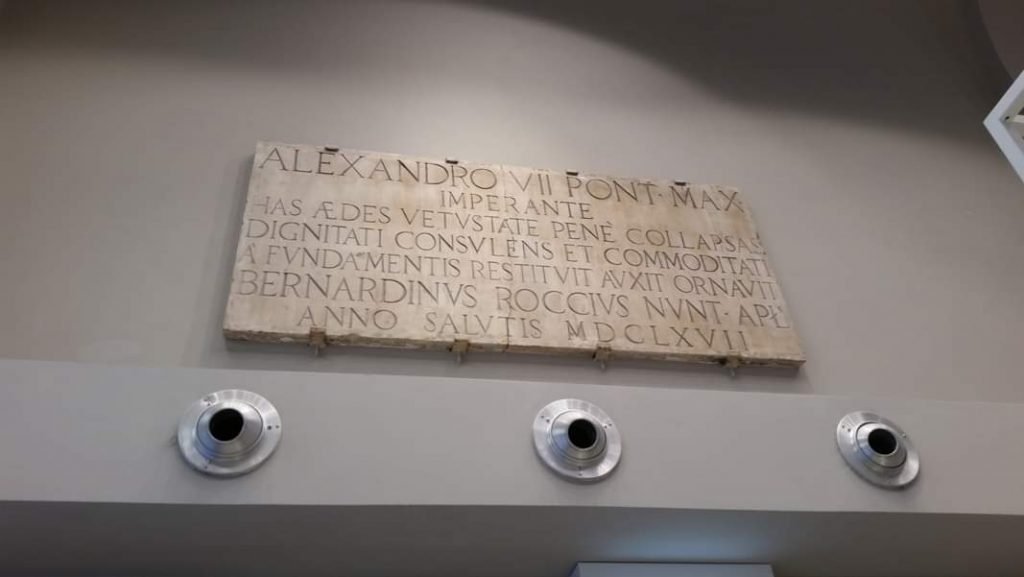 ALEXANDRO VII PONT· MAX·
IMPERANTE
HAS ÆDES VETVSTATE PENE COLLAPSAS
DIGNITATI CONSVLENS ET COMMODITATI
A FVNDAMENTIS RESTITVIT AVXIT ORNAVIT
BERNARDINVS ROCCIVS NVNT· APŁ
ANNO SALVTIS MDCLXVII